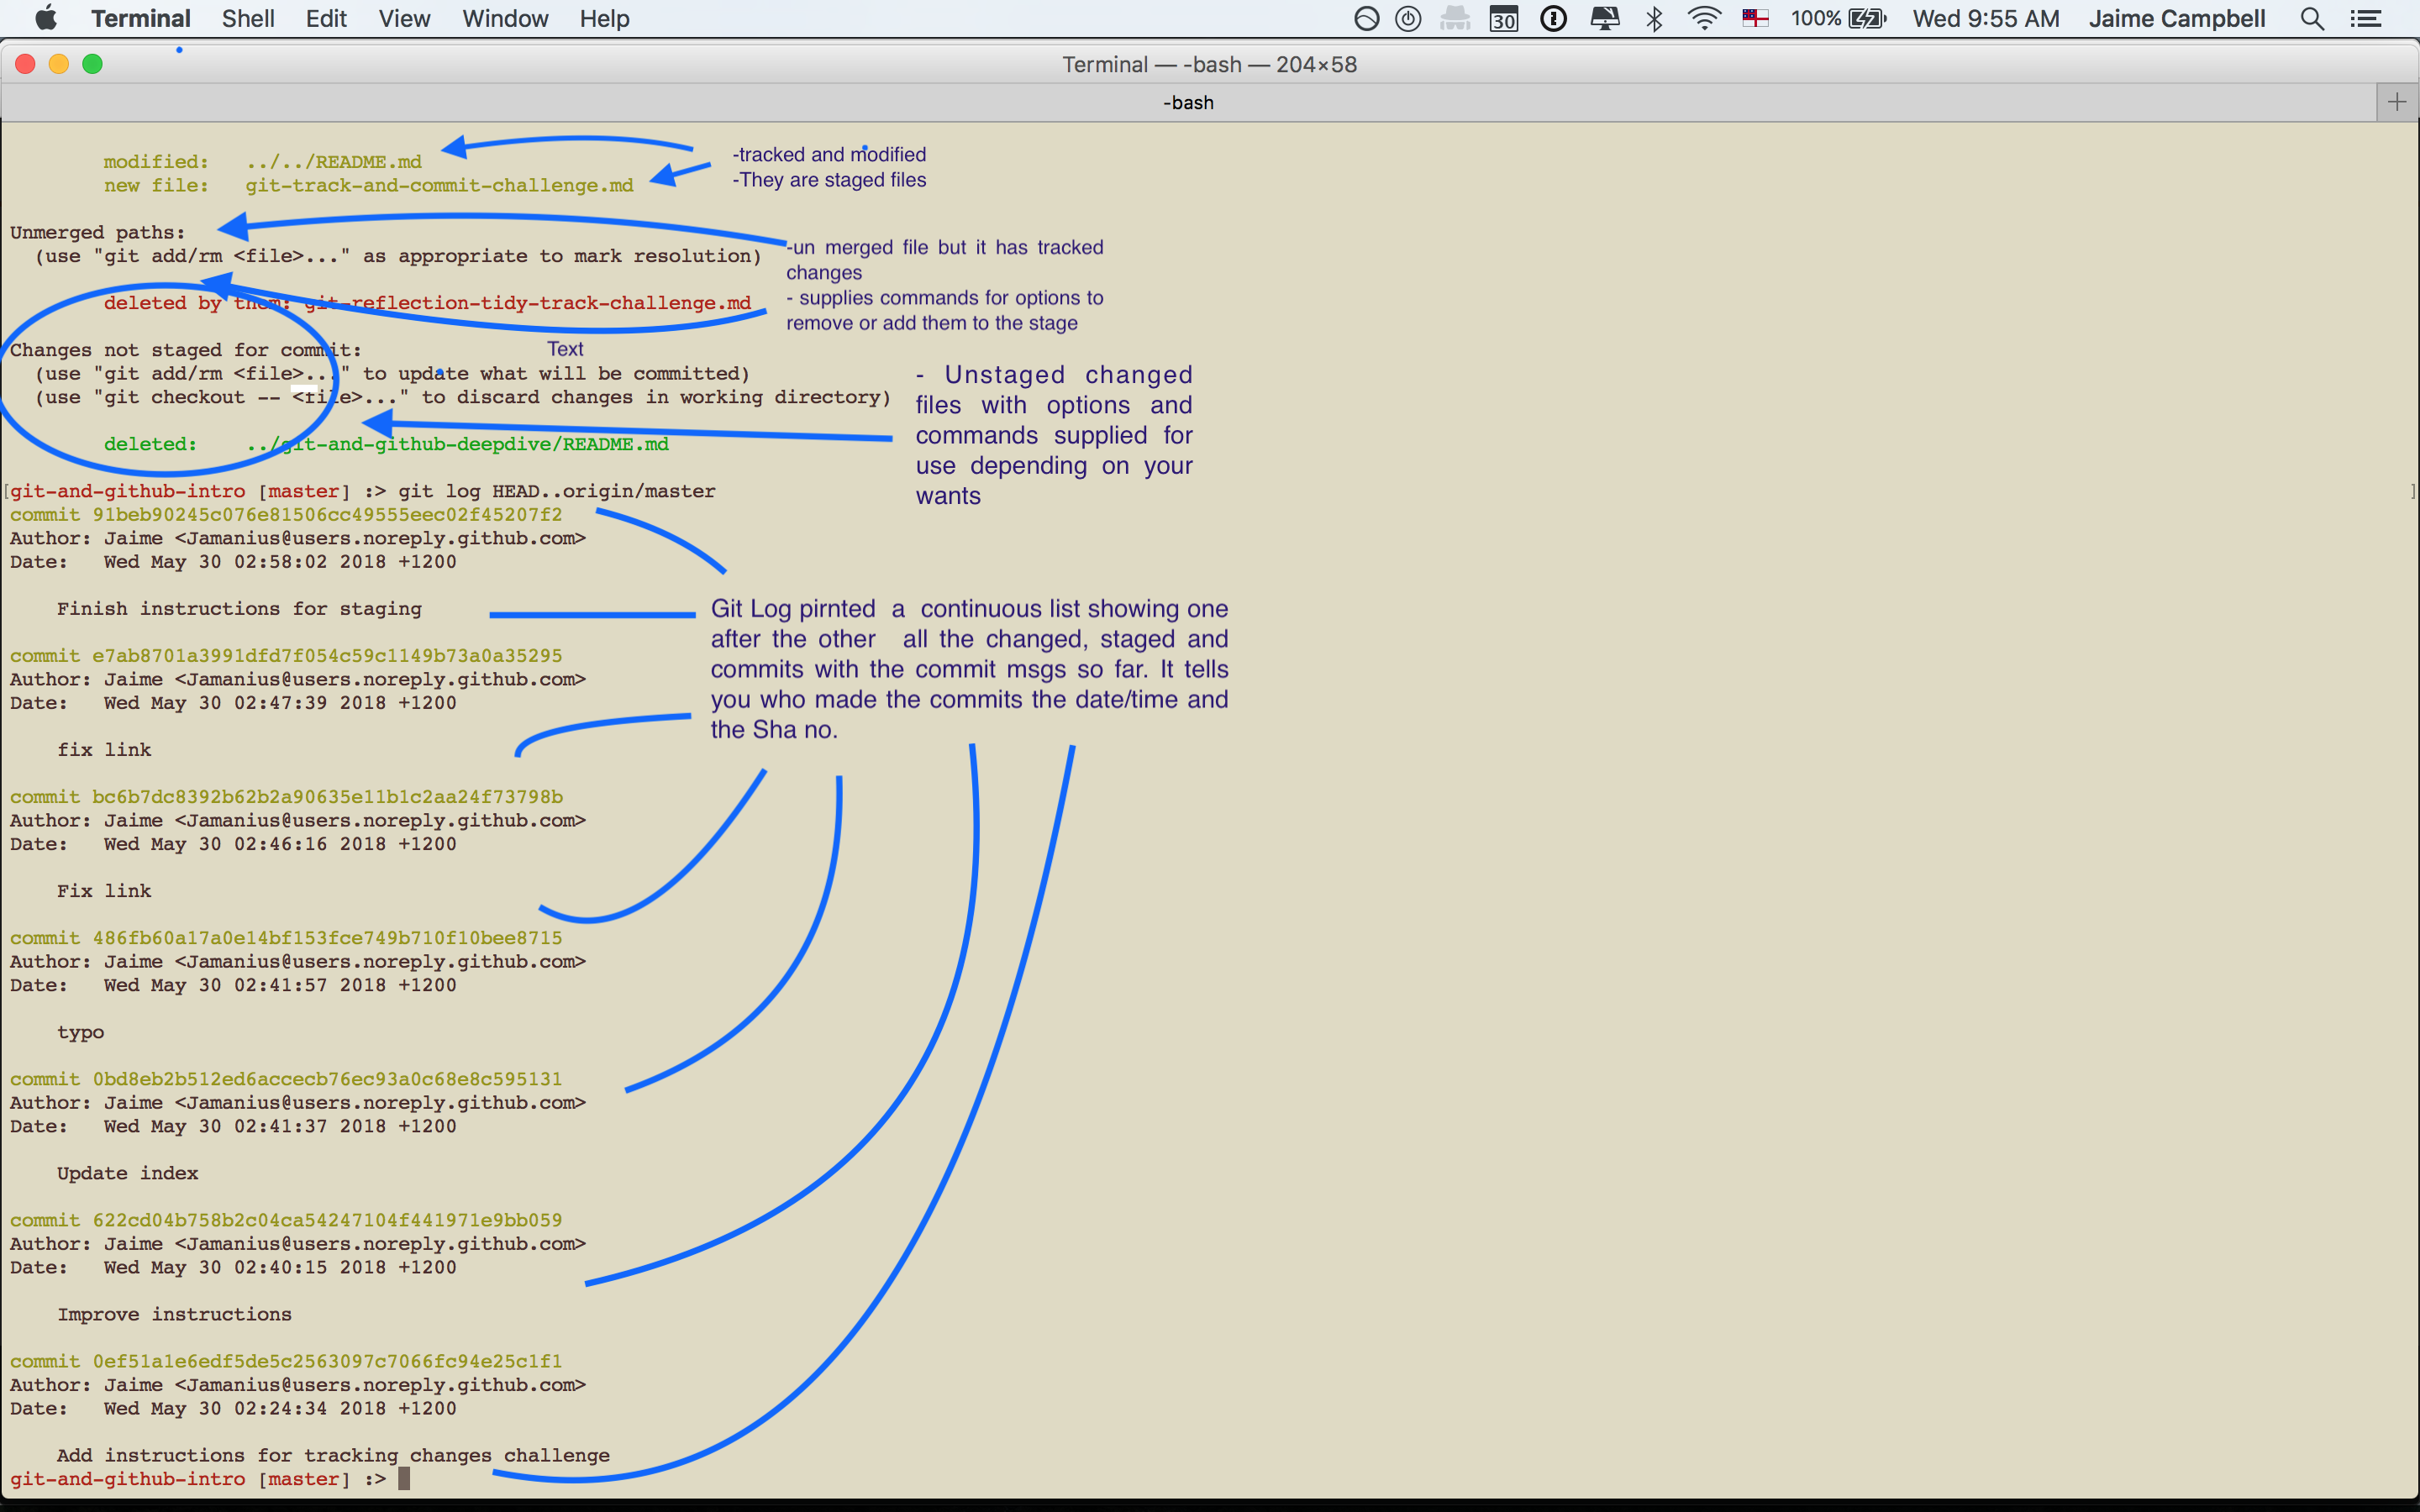 Terminal Shell Edit View Window Help 30 100% Wed 9:55 AM Jaime Campbell
Terminal — -bash — 204×58
-bash
modified: ../../README.md
new file: git-track-and-commit-challenge.md
-tracked and modified
-They are staged files
Unmerged paths:
(use "git add/rm <file>..." as appropriate to mark resolution)
deleted by them: git-reflection-tidy-track-challenge.md
-un merged file but it has tracked
changes
- supplies commands for options to
remove or add them to the stage
Changes not staged for commit:
Text
(use "git add/rm <file>..." to update what will be committed)
(use "git checkout -- <file>..." to discard changes in working directory)
deleted: ../git-and-github-deepdive/README.md
- Unstaged changed
files with options and
commands supplied for
use depending on your
wants
[git-and-github-intro [master] :> git log HEAD..origin/master ]
commit 91beb90245c076e81506cc49555eec02f45207f2
Author: Jaime <Jamanius@users.noreply.github.com>
Date: Wed May 30 02:58:02 2018 +1200
Finish instructions for staging
Git Log pirnted a continuous list showing one
after the other all the changed, staged and
commits with the commit msgs so far. It tells
you who made the commits the date/time and
the Sha no.
commit e7ab8701a3991dfd7f054c59c1149b73a0a35295
Author: Jaime <Jamanius@users.noreply.github.com>
Date: Wed May 30 02:47:39 2018 +1200
fix link
commit bc6b7dc8392b62b2a90635e11b1c2aa24f73798b
Author: Jaime <Jamanius@users.noreply.github.com>
Date: Wed May 30 02:46:16 2018 +1200
Fix link
commit 486fb60a17a0e14bf153fce749b710f10bee8715
Author: Jaime <Jamanius@users.noreply.github.com>
Date: Wed May 30 02:41:57 2018 +1200
typo
commit 0bd8eb2b512ed6accecb76ec93a0c68e8c595131
Author: Jaime <Jamanius@users.noreply.github.com>
Date: Wed May 30 02:41:37 2018 +1200
Update index
commit 622cd04b758b2c04ca54247104f441971e9bb059
Author: Jaime <Jamanius@users.noreply.github.com>
Date: Wed May 30 02:40:15 2018 +1200
Improve instructions
commit 0ef51a1e6edf5de5c2563097c7066fc94e25c1f1
Author: Jaime <Jamanius@users.noreply.github.com>
Date: Wed May 30 02:24:34 2018 +1200
Add instructions for tracking changes challenge
git-and-github-intro [master] :>